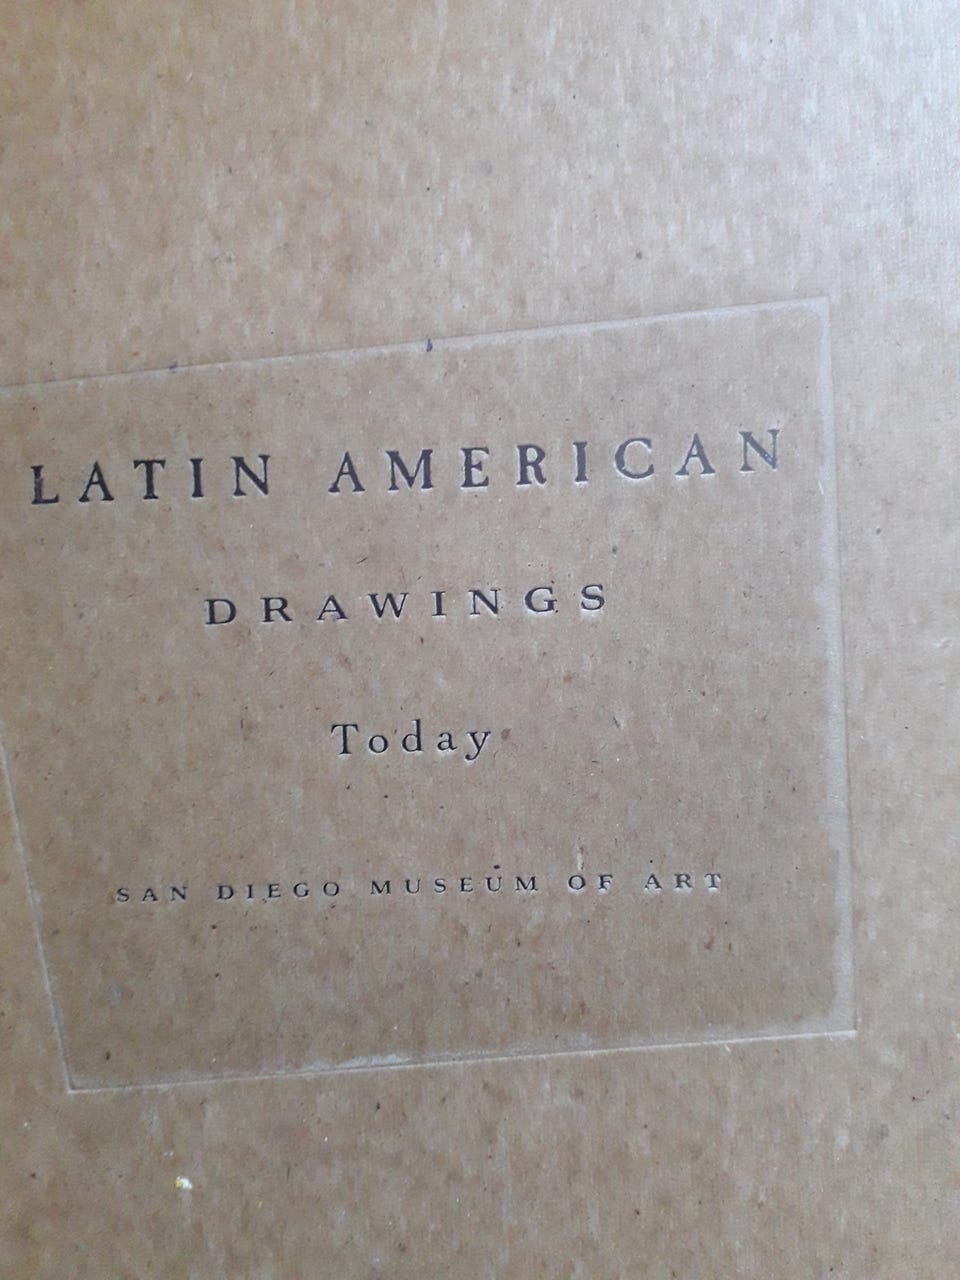 LATIN AMERICAN
DRAWINGS
Today
SAN DIEGO MUSEUM OF ART